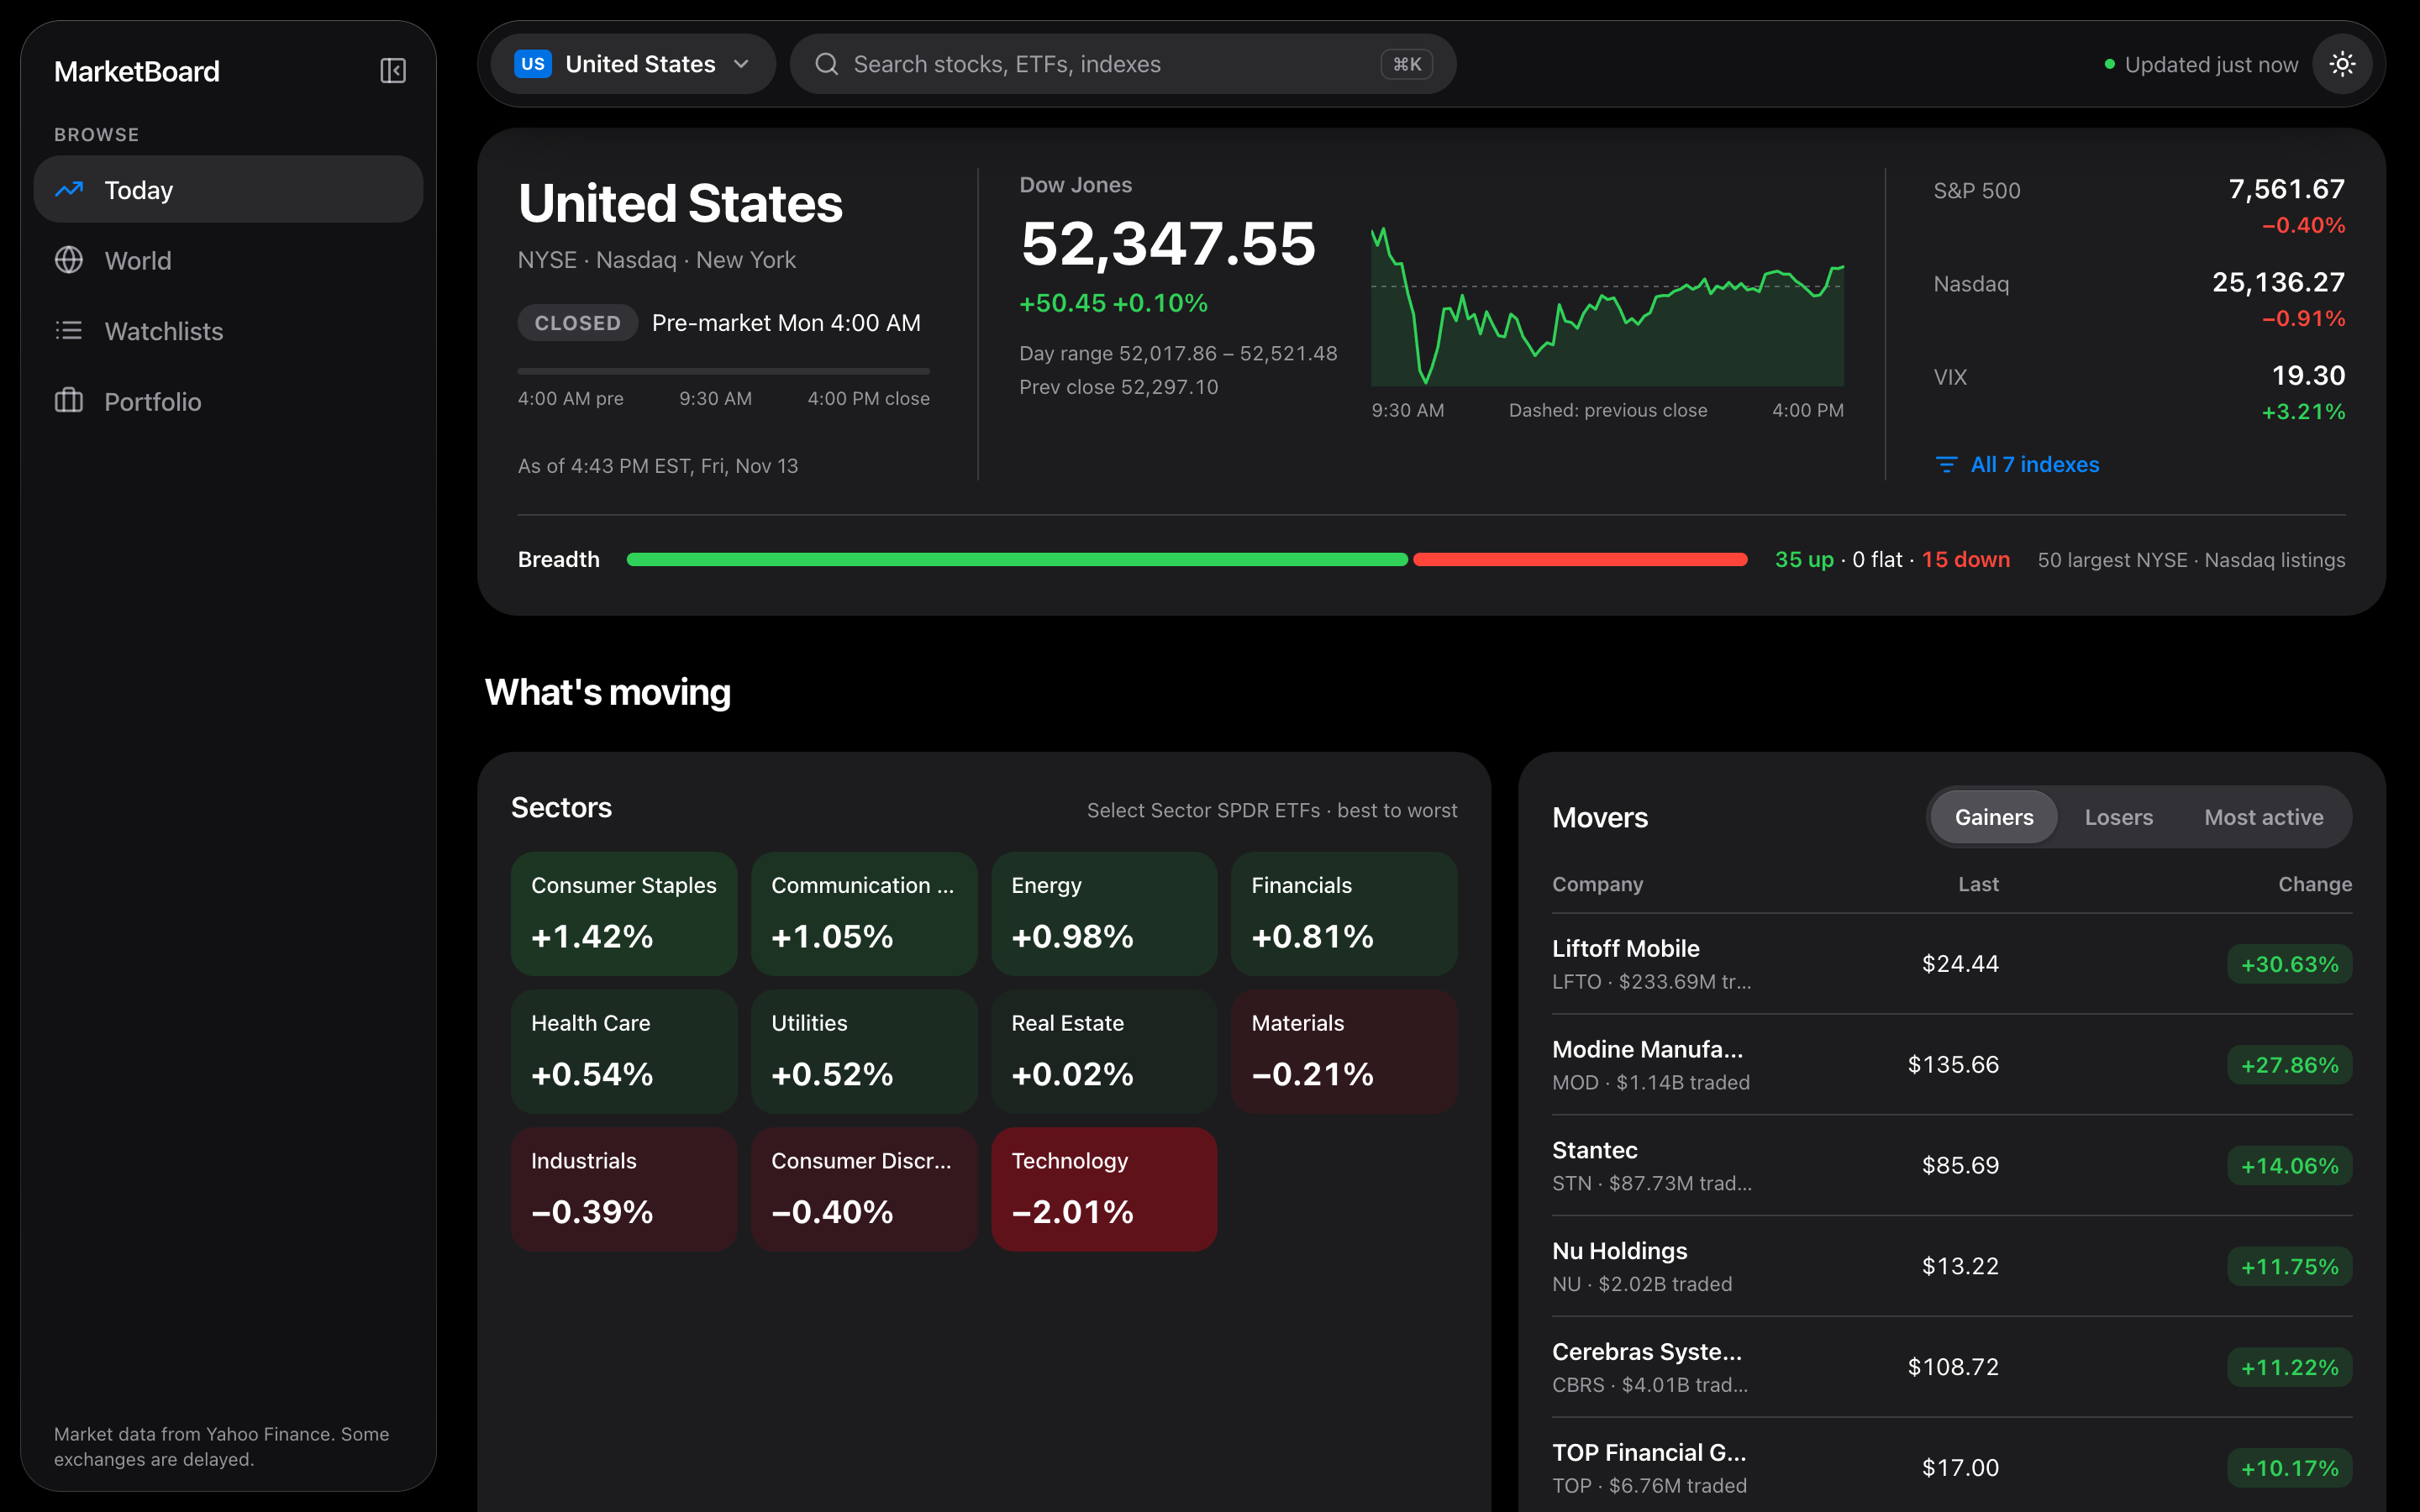 MarketBoard
BROWSE
Today
World
Watchlists
Portfolio
Market data from Yahoo Finance. Some
exchanges are delayed.
US United States
Search stocks, ETFs, indexes ⌘K
Updated just now
United States
NYSE · Nasdaq · New York
CLOSED Pre-market Mon 4:00 AM
4:00 AM pre 9:30 AM 4:00 PM close
As of 4:43 PM EST, Fri, Nov 13
Dow Jones
52,347.55
+50.45 +0.10%
Day range 52,017.86 – 52,521.48
Prev close 52,297.10
9:30 AM Dashed: previous close 4:00 PM
S&P 500 7,561.67
−0.40%
Nasdaq 25,136.27
−0.91%
VIX 19.30
+3.21%
All 7 indexes
Breadth 35 up · 0 flat · 15 down 50 largest NYSE · Nasdaq listings
What's moving
Sectors Select Sector SPDR ETFs · best to worst
Consumer Staples
+1.42%
Communication ...
+1.05%
Energy
+0.98%
Financials
+0.81%
Health Care
+0.54%
Utilities
+0.52%
Real Estate
+0.02%
Materials
−0.21%
Industrials
−0.39%
Consumer Discr...
−0.40%
Technology
−2.01%
Movers Gainers Losers Most active
Company Last Change
Liftoff Mobile
LFTO · $233.69M tr...
$24.44 +30.63%
Modine Manufa...
MOD · $1.14B traded
$135.66 +27.86%
Stantec
STN · $87.73M trad...
$85.69 +14.06%
Nu Holdings
NU · $2.02B traded
$13.22 +11.75%
Cerebras Syste...
CBRS · $4.01B trad...
$108.72 +11.22%
TOP Financial G...
TOP · $6.76M traded
$17.00 +10.17%